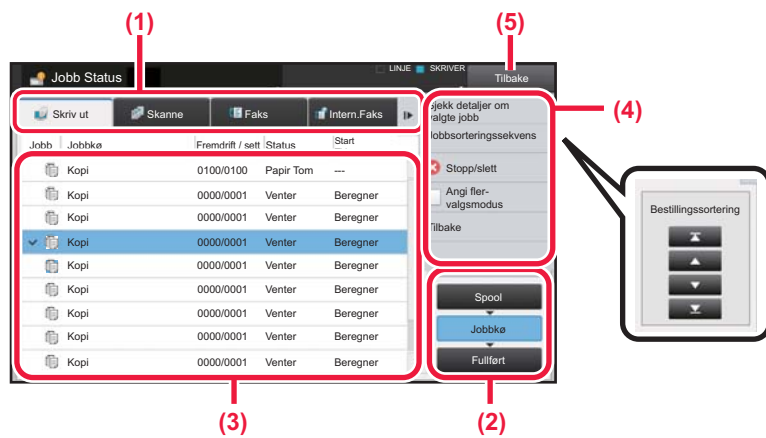 (1)
(5)
Jobb Status
LINJE
SKRIVER
Tilbake
Skriv ut
Skanne
Faks
Intern.Faks
Jobb
Jobbkø
Fremdrift / sett
Status
Start
Kopi 0100/0100 Papir Tom ---
Kopi 0000/0001 Venter Beregner
Kopi 0000/0001 Venter Beregner
Kopi 0000/0001 Venter Beregner
Kopi 0000/0001 Venter Beregner
Kopi 0000/0001 Venter Beregner
Kopi 0000/0001 Venter Beregner
Kopi 0000/0001 Venter Beregner
Kopi 0000/0001 Venter Beregner
Sjekk detaljer om
valgte jobb
Jobbsorteringssekvens
Stopp/slett
Angi fler-
valgsmodus
Tilbake
(4)
Bestillingssortering
Spool
Jobbkø
Fullført
(3)
(2)